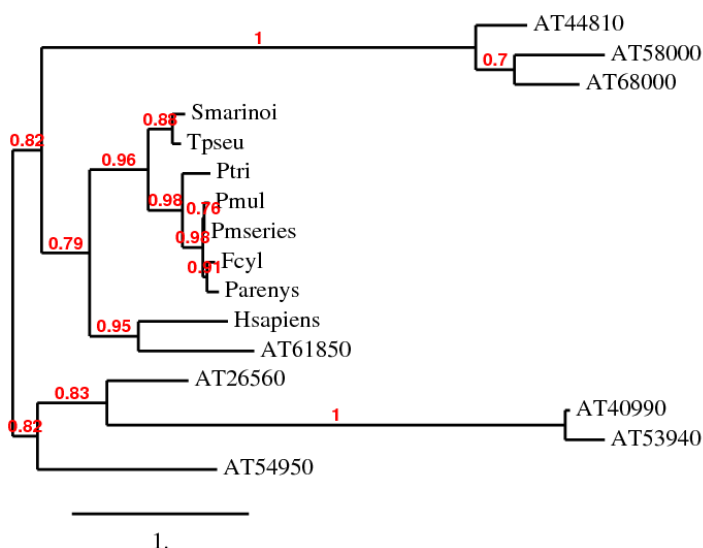 AT44810
1
AT58000
0.7
AT68000
Smarinoi
0.88
Tpseu
0.82
0.96
Ptri
0.98
Pmul
0.76
Pmseries
0.93
0.79
Fcyl
0.91
Parenys
Hsapiens
0.95
AT61850
AT26560
0.83
AT40990
1
0.82
AT53940
AT54950
1.